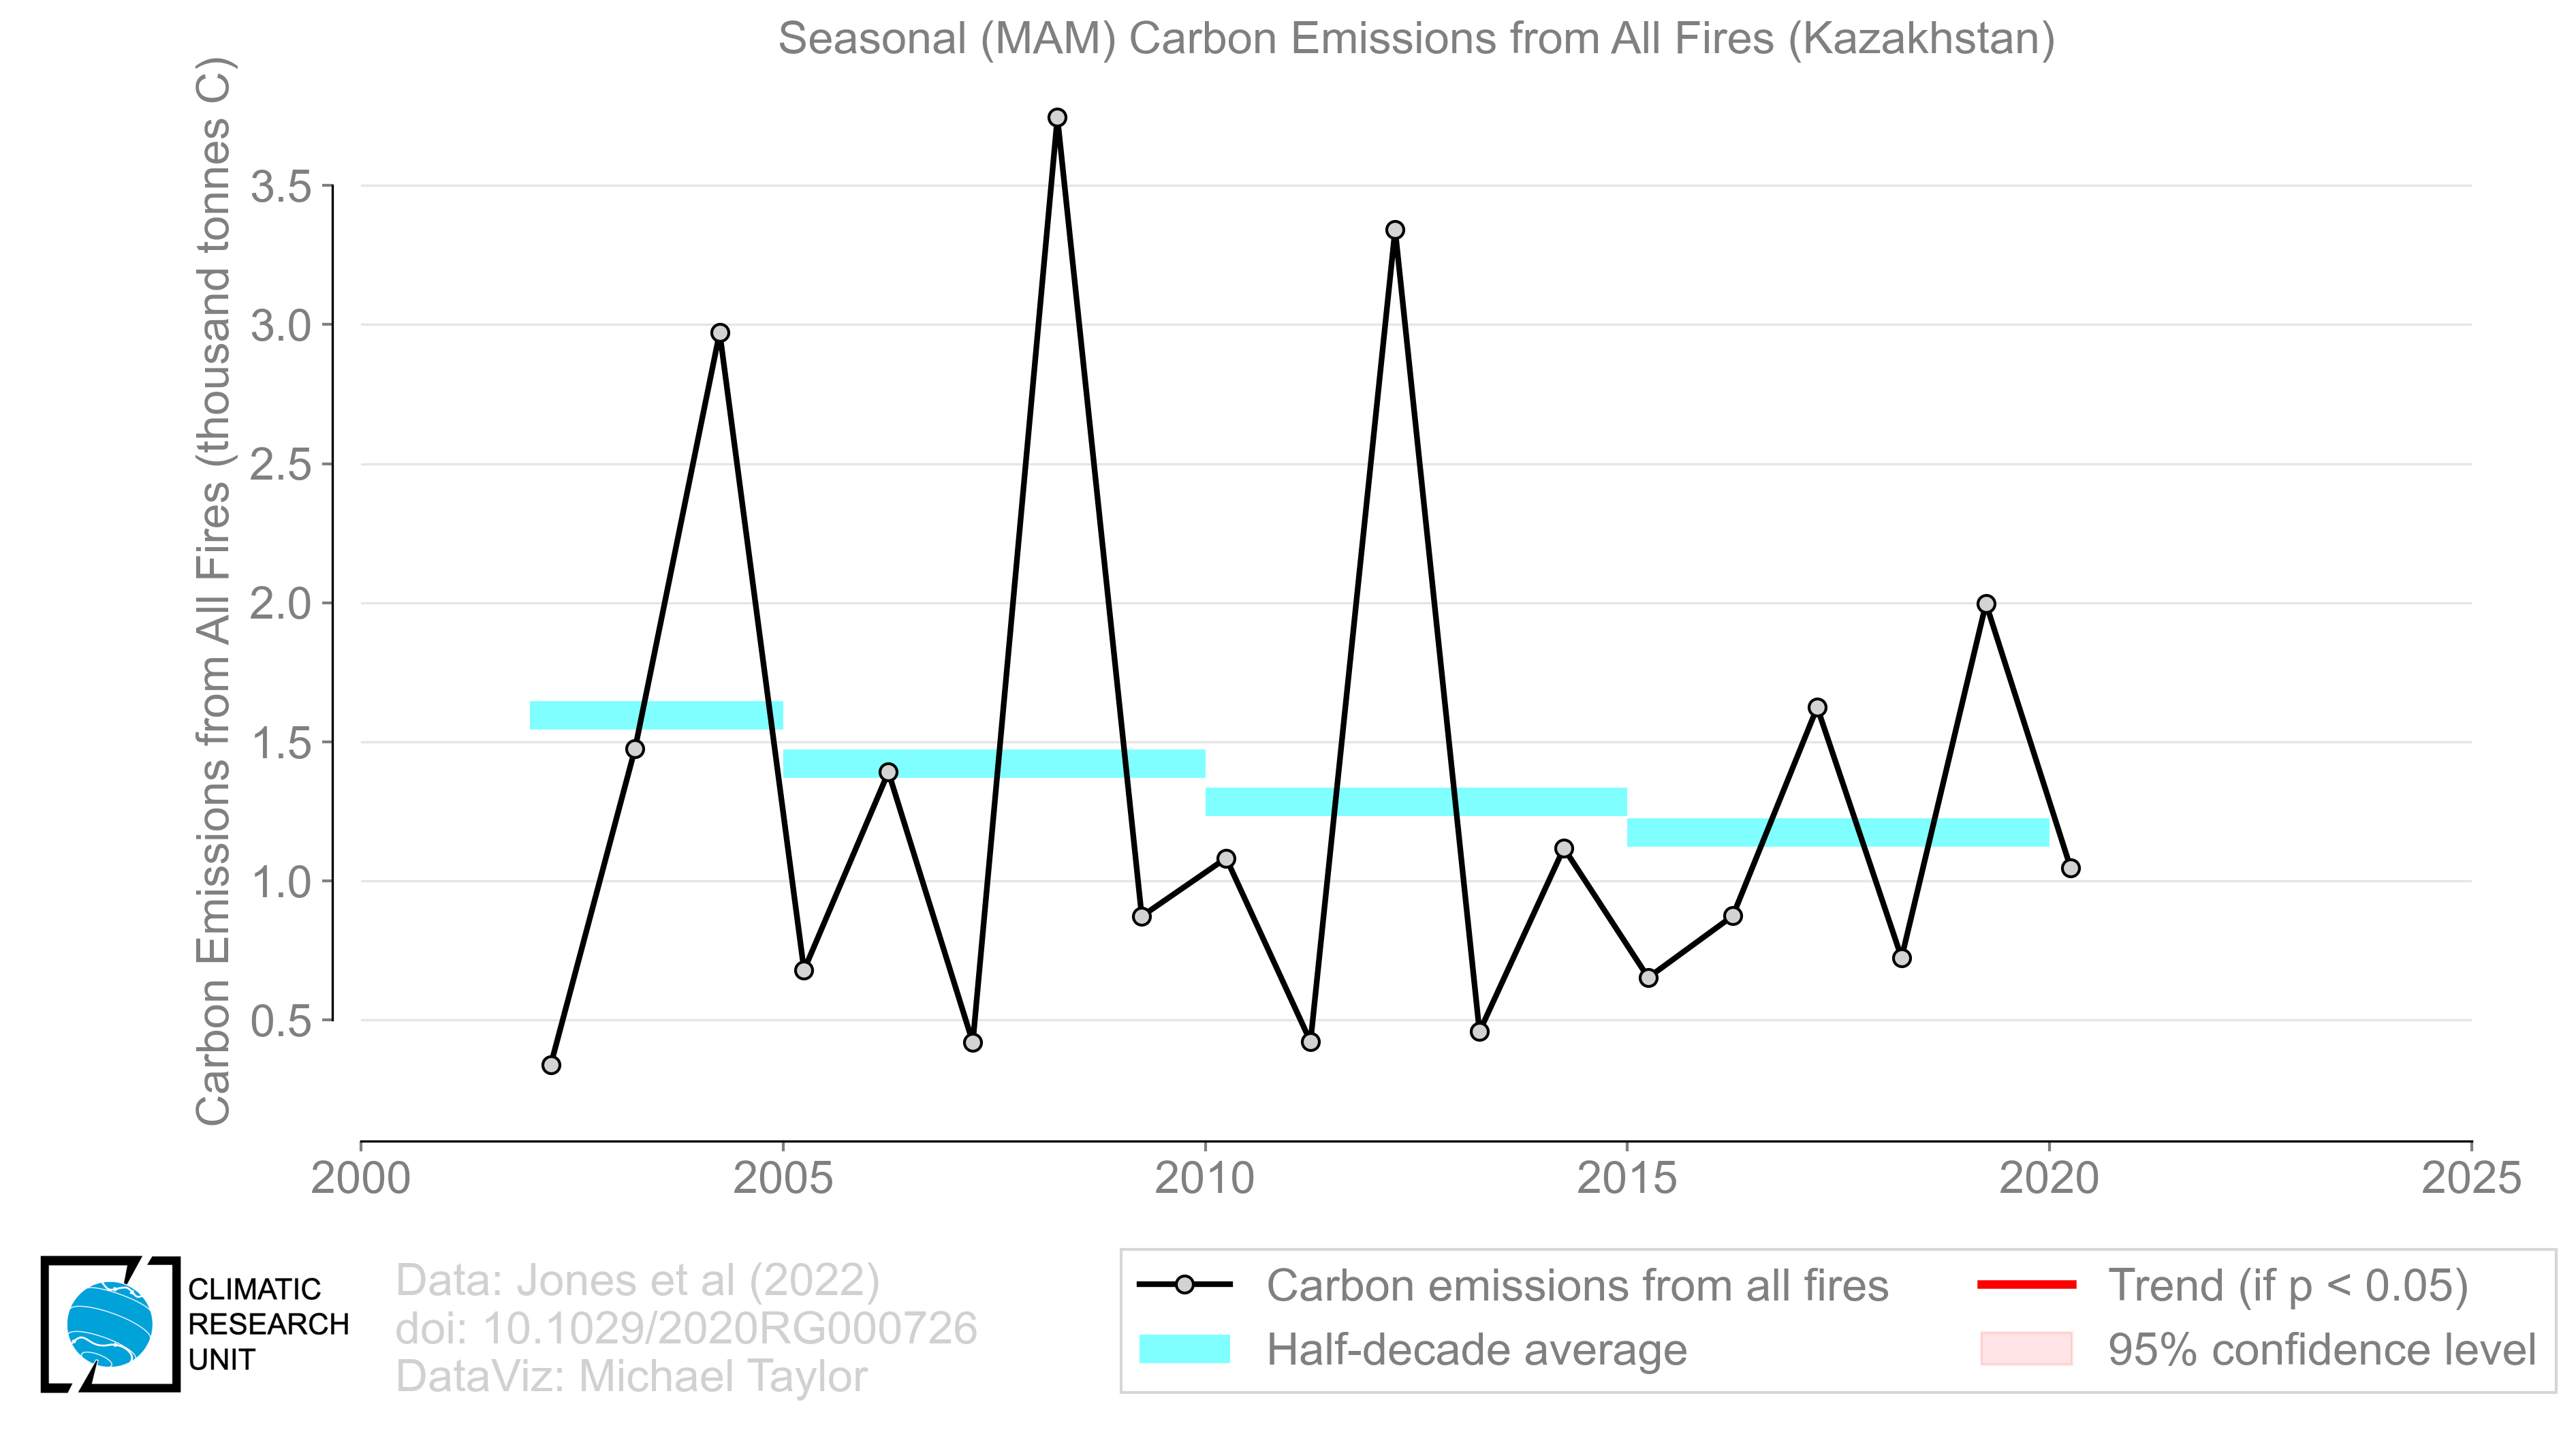 Seasonal (MAM) Carbon Emissions from All Fires (Kazakhstan)
Carbon Emissions from All Fires (thousand tonnes C)
3.5
3.0
2.5
2.0
1.5
1.0
0.5
2000
2005
2010
2015
2020
2025
CLIMATIC
RESEARCH
UNIT
Data: Jones et al (2022)
doi: 10.1029/2020RG000726
DataViz: Michael Taylor
Carbon emissions from all fires
Half-decade average
Trend (if p < 0.05)
95% confidence level